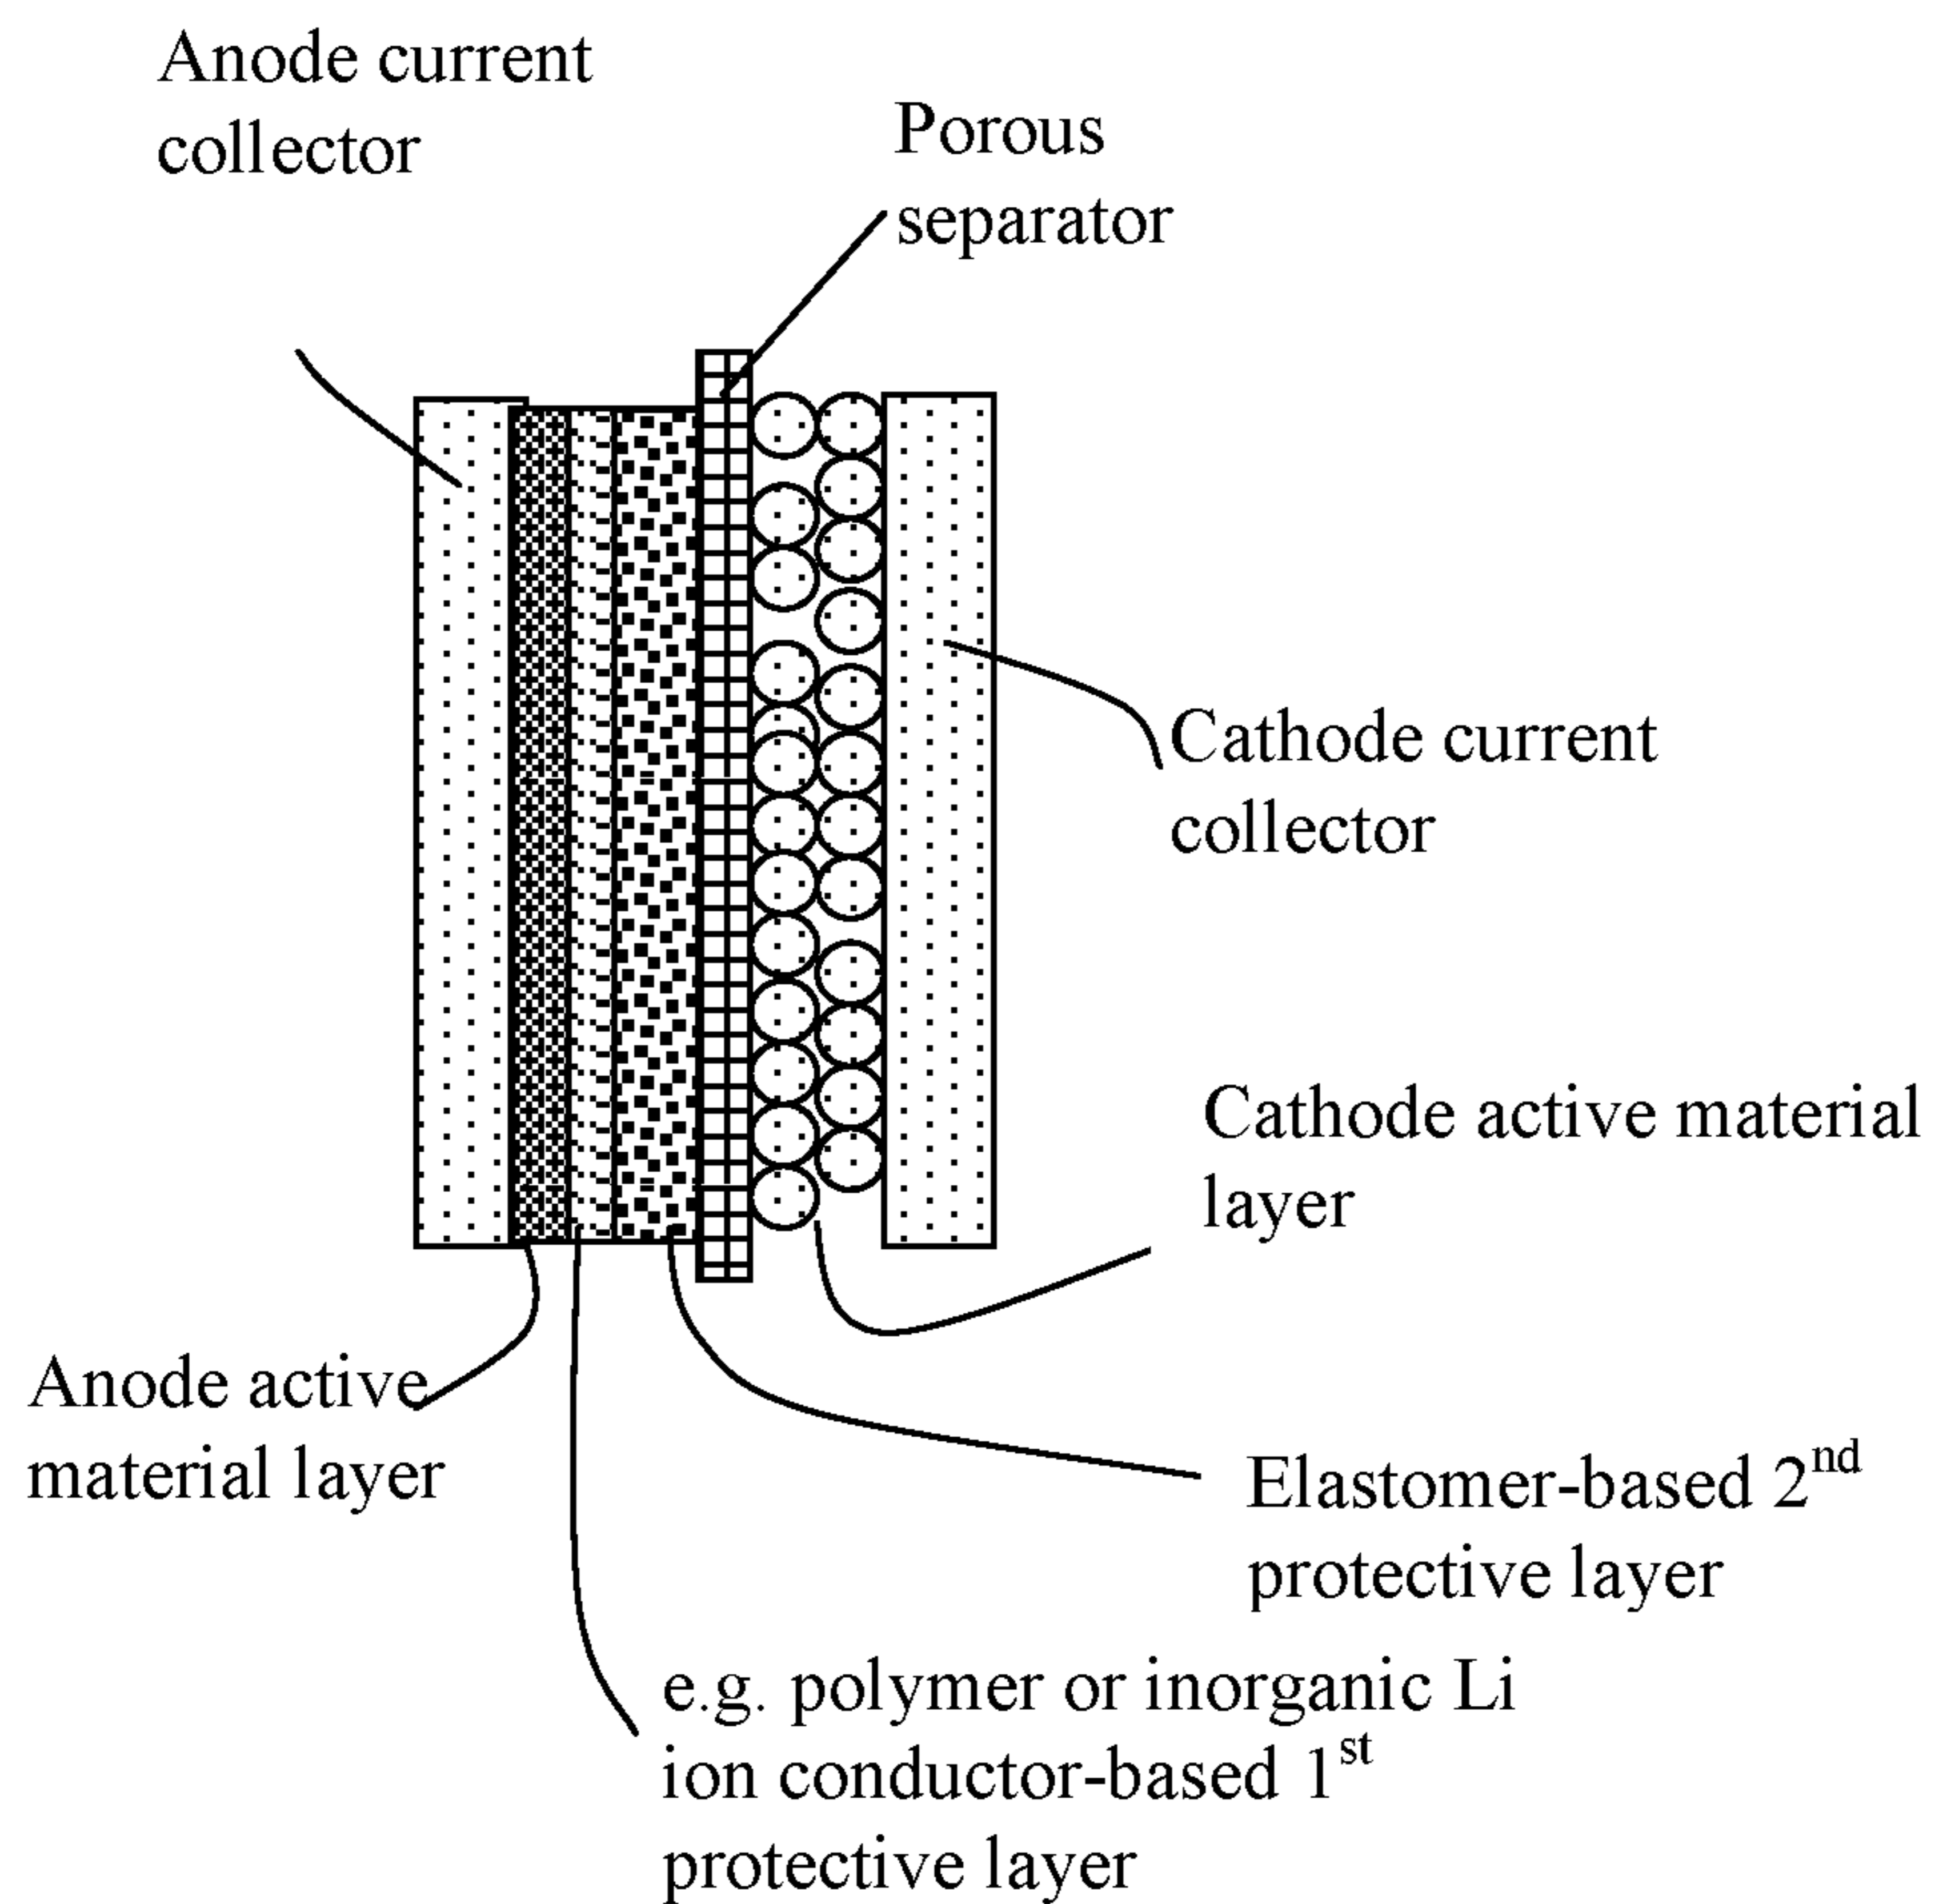 Anode current
collector
Porous
separator
Cathode current
collector
Cathode active material
layer
Anode active
material layer
Elastomer-based 2nd
protective layer
e.g. polymer or inorganic Li
ion conductor-based 1st
protective layer